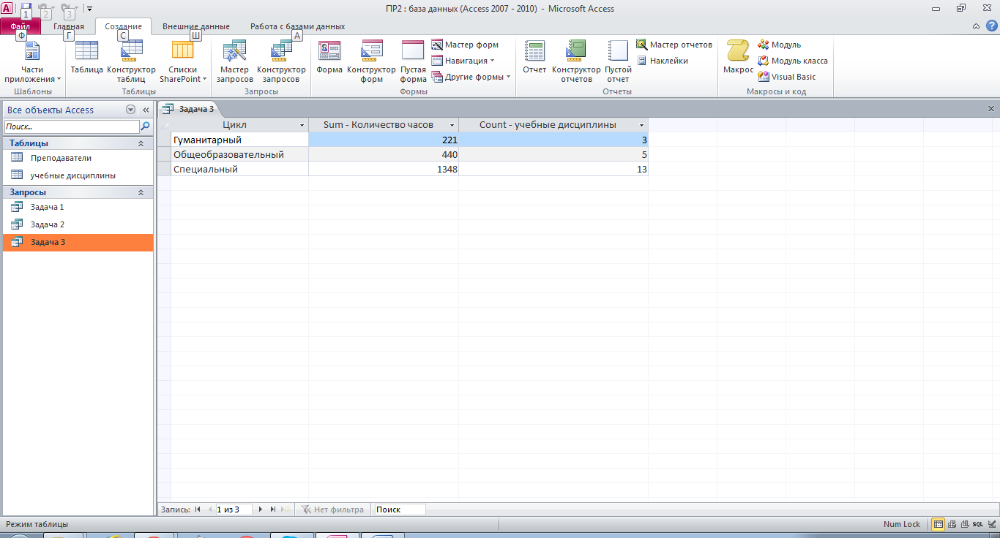 ПР2 : база данных (Access 2007 - 2010) - Microsoft Access
1 2 3
Файл Главная Создание Внешние данные Работа с базами данных
Ф Г С Ш А
Части приложения
Таблица
Конструктор таблиц
Списки SharePoint
Мастер запросов
Конструктор запросов
Форма
Конструктор форм
Пустая форма
Мастер форм
Навигация
Другие формы
Отчет
Конструктор отчетов
Пустой отчет
Мастер отчетов
Наклейки
Макрос
Модуль
Модуль класса
Visual Basic
Шаблоны Таблицы Запросы Формы Отчеты Макросы и код
Все объекты Access
Поиск...
Таблицы
Преподаватели
учебные дисциплины
Запросы
Задача 1
Задача 2
Задача 3
Задача 3
Цикл Sum - Количество часов Count - учебные дисциплины
Гуманитарный 221 3
Общеобразовательный 440 5
Специальный 1348 13
Запись: 1 из 3 Нет фильтра Поиск
Режим таблицы Num Lock SQL